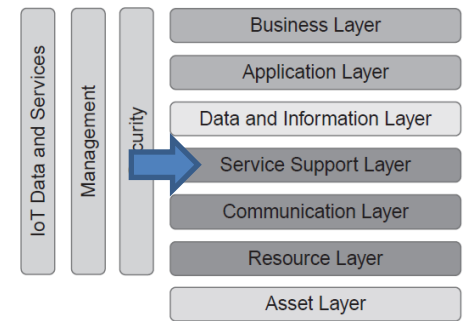 IoT Data and Services
Management
Business Layer
Application Layer
Data and Information Layer
Service Support Layer
Communication Layer
Resource Layer
Asset Layer